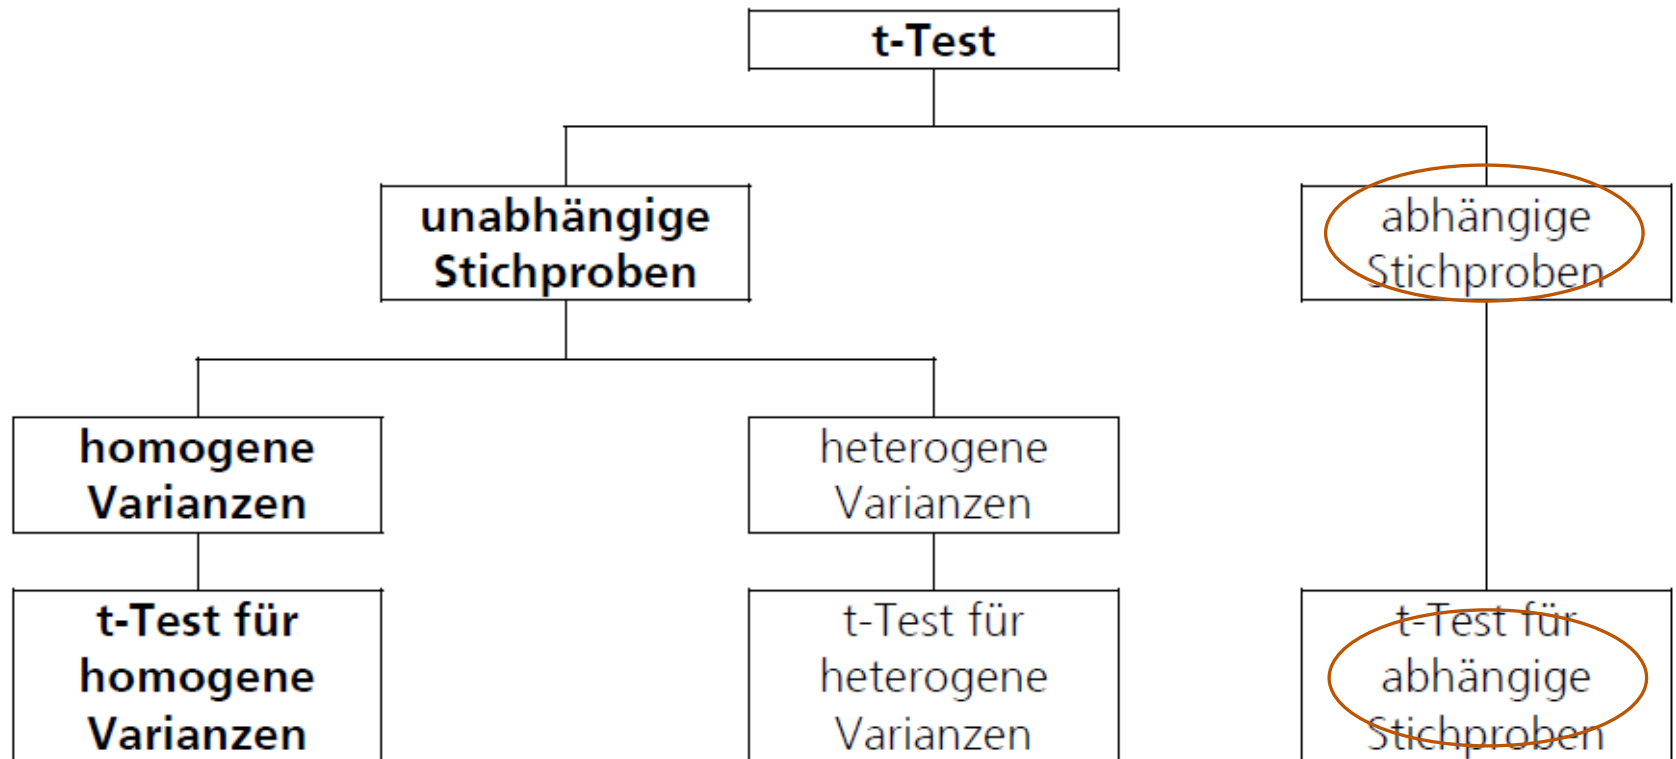 t-Test
unabhängige
Stichproben
abhängige
Stichproben
homogene
Varianzen
heterogene
Varianzen
t-Test für
homogene
Varianzen
t-Test für
heterogene
Varianzen
t-Test für
abhängige
Stichproben